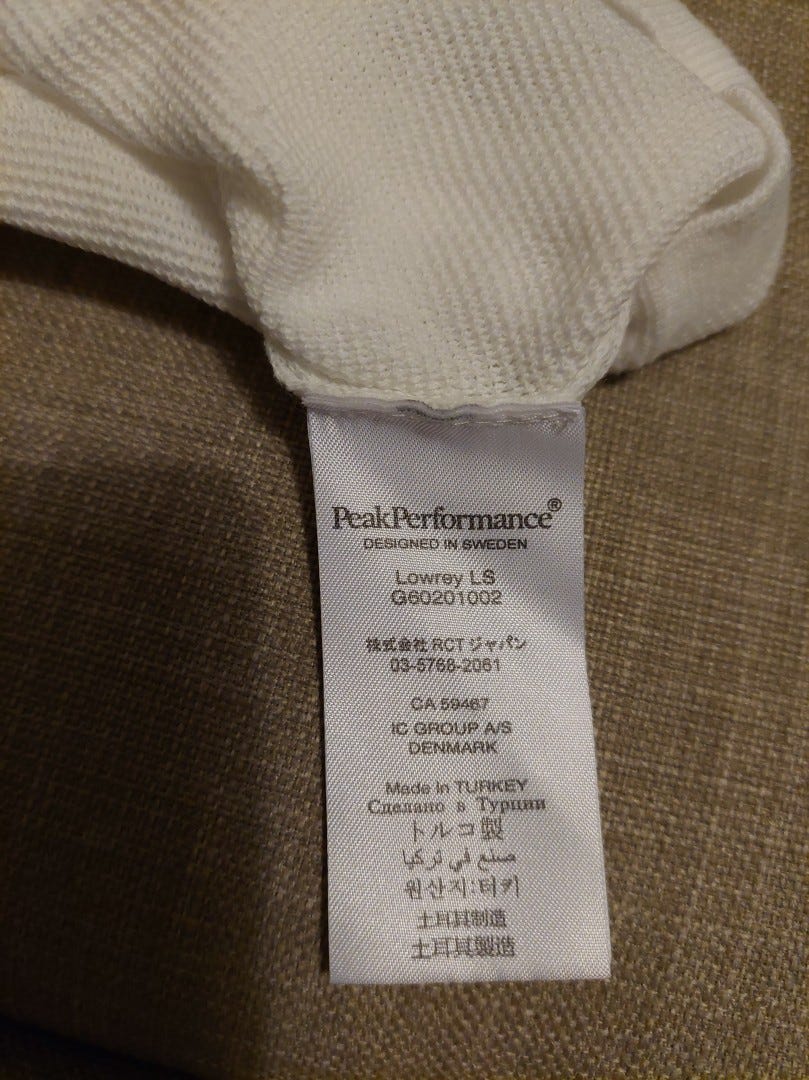 PeakPerformance®
DESIGNED IN SWEDEN
Lowrey LS
G60201002
株式会社 RCT ジャパン
03-5768-2061
CA 59467
IC GROUP A/S
DENMARK
Made In TURKEY
Сделано в Турции
トルコ製
صنع في تركيا
원산지:터키
土耳其制造
土耳其製造